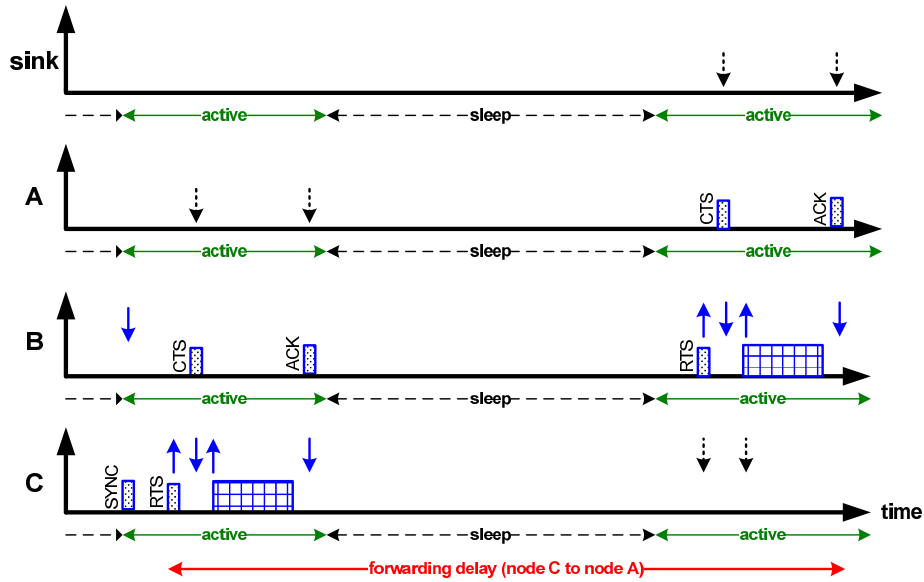 sink
active
sleep
active
A
CTS
ACK
active
sleep
active
B
CTS
ACK
RTS
active
sleep
active
C
SYNC
RTS
time
active
sleep
active
forwarding delay (node C to node A)